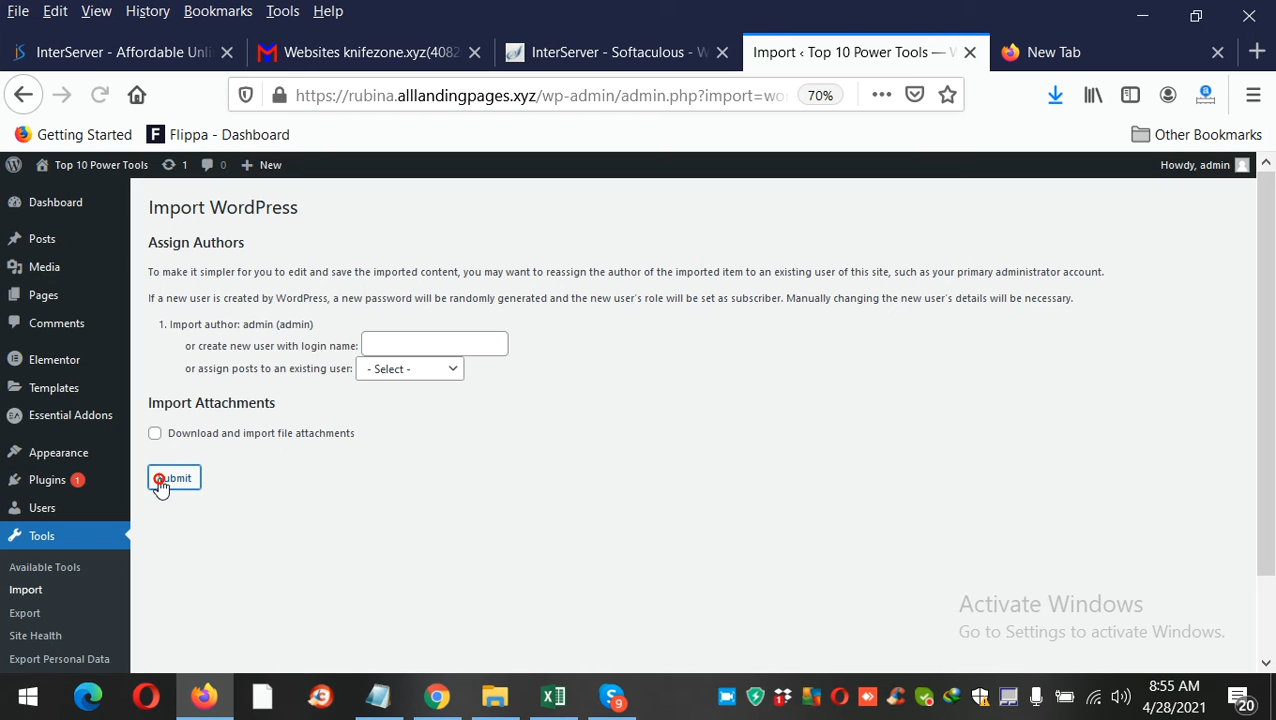 File Edit View History Bookmarks Tools Help
InterServer - Affordable Unli
Websites knifezone.xyz(4082
InterServer - Softaculous - W
Import ‹ Top 10 Power Tools — W
New Tab
https://rubina.alllandingpages.xyz/wp-admin/admin.php?import=wo
70%
Getting Started
Flippa - Dashboard
Other Bookmarks
Top 10 Power Tools 1 0 New
Howdy, admin
Dashboard
Posts
Media
Pages
Comments
Elementor
Templates
Essential Addons
Appearance
Plugins 1
Users
Tools
Available Tools
Import
Export
Site Health
Export Personal Data
Import WordPress
Assign Authors
To make it simpler for you to edit and save the imported content, you may want to reassign the author of the imported item to an existing user of this site, such as your primary administrator account.
If a new user is created by WordPress, a new password will be randomly generated and the new user's role will be set as subscriber. Manually changing the new user's details will be necessary.
1. Import author: admin (admin)
or create new user with login name:
or assign posts to an existing user: - Select -
Import Attachments
Download and import file attachments
Submit
Activate Windows
Go to Settings to activate Windows.
9
8:55 AM
4/28/2021
20